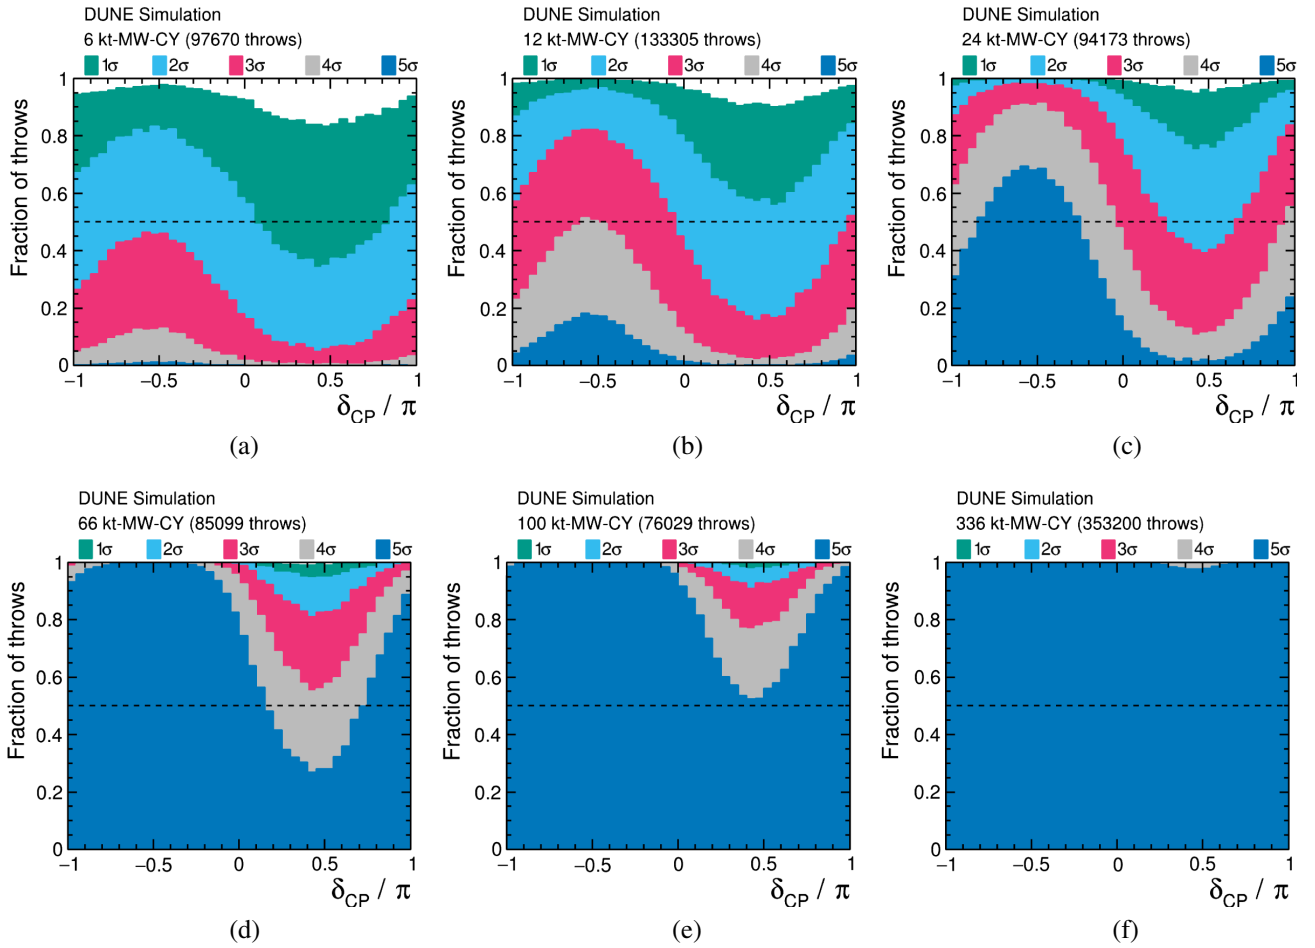 DUNE Simulation
6 kt-MW-CY (97670 throws)
1σ 2σ 3σ 4σ 5σ
Fraction of throws
1
0.8
0.6
0.4
0.2
0
−1 −0.5 0 0.5 1
δCP / π
(a)
DUNE Simulation
12 kt-MW-CY (133305 throws)
1σ 2σ 3σ 4σ 5σ
Fraction of throws
1
0.8
0.6
0.4
0.2
0
−1 −0.5 0 0.5 1
δCP / π
(b)
DUNE Simulation
24 kt-MW-CY (94173 throws)
1σ 2σ 3σ 4σ 5σ
Fraction of throws
1
0.8
0.6
0.4
0.2
0
−1 −0.5 0 0.5 1
δCP / π
(c)
DUNE Simulation
66 kt-MW-CY (85099 throws)
1σ 2σ 3σ 4σ 5σ
Fraction of throws
1
0.8
0.6
0.4
0.2
0
−1 −0.5 0 0.5 1
δCP / π
(d)
DUNE Simulation
100 kt-MW-CY (76029 throws)
1σ 2σ 3σ 4σ 5σ
Fraction of throws
1
0.8
0.6
0.4
0.2
0
−1 −0.5 0 0.5 1
δCP / π
(e)
DUNE Simulation
336 kt-MW-CY (353200 throws)
1σ 2σ 3σ 4σ 5σ
Fraction of throws
1
0.8
0.6
0.4
0.2
0
−1 −0.5 0 0.5 1
δCP / π
(f)